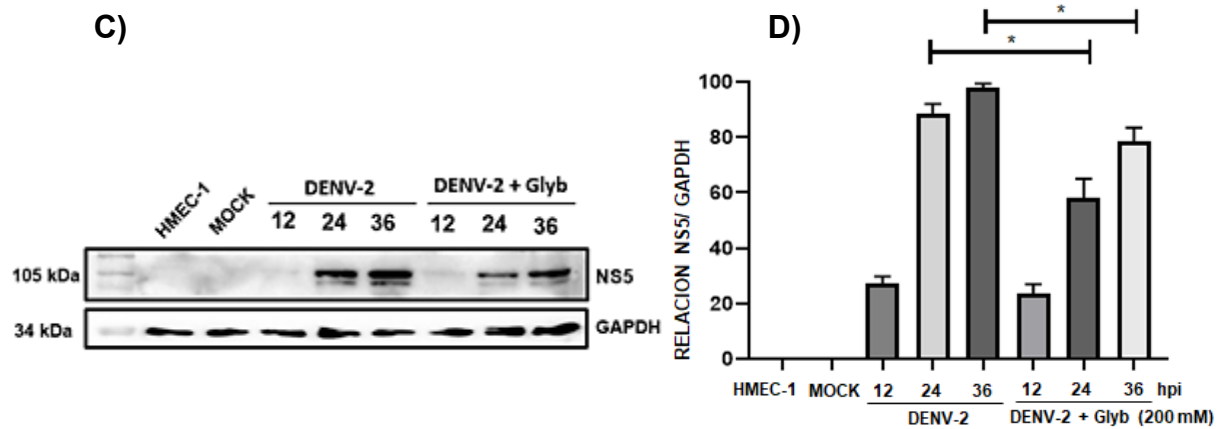 C)
HMEC-1 MOCK DENV-2 DENV-2 + Glyb
12 24 36 12 24 36
105 kDa NS5
34 kDa GAPDH
D)
*
*
RELACION NS5/ GAPDH
100
80
60
40
20
0
HMEC-1 MOCK 12 24 36 12 24 36 hpi
DENV-2 DENV-2 + Glyb (200 mM)